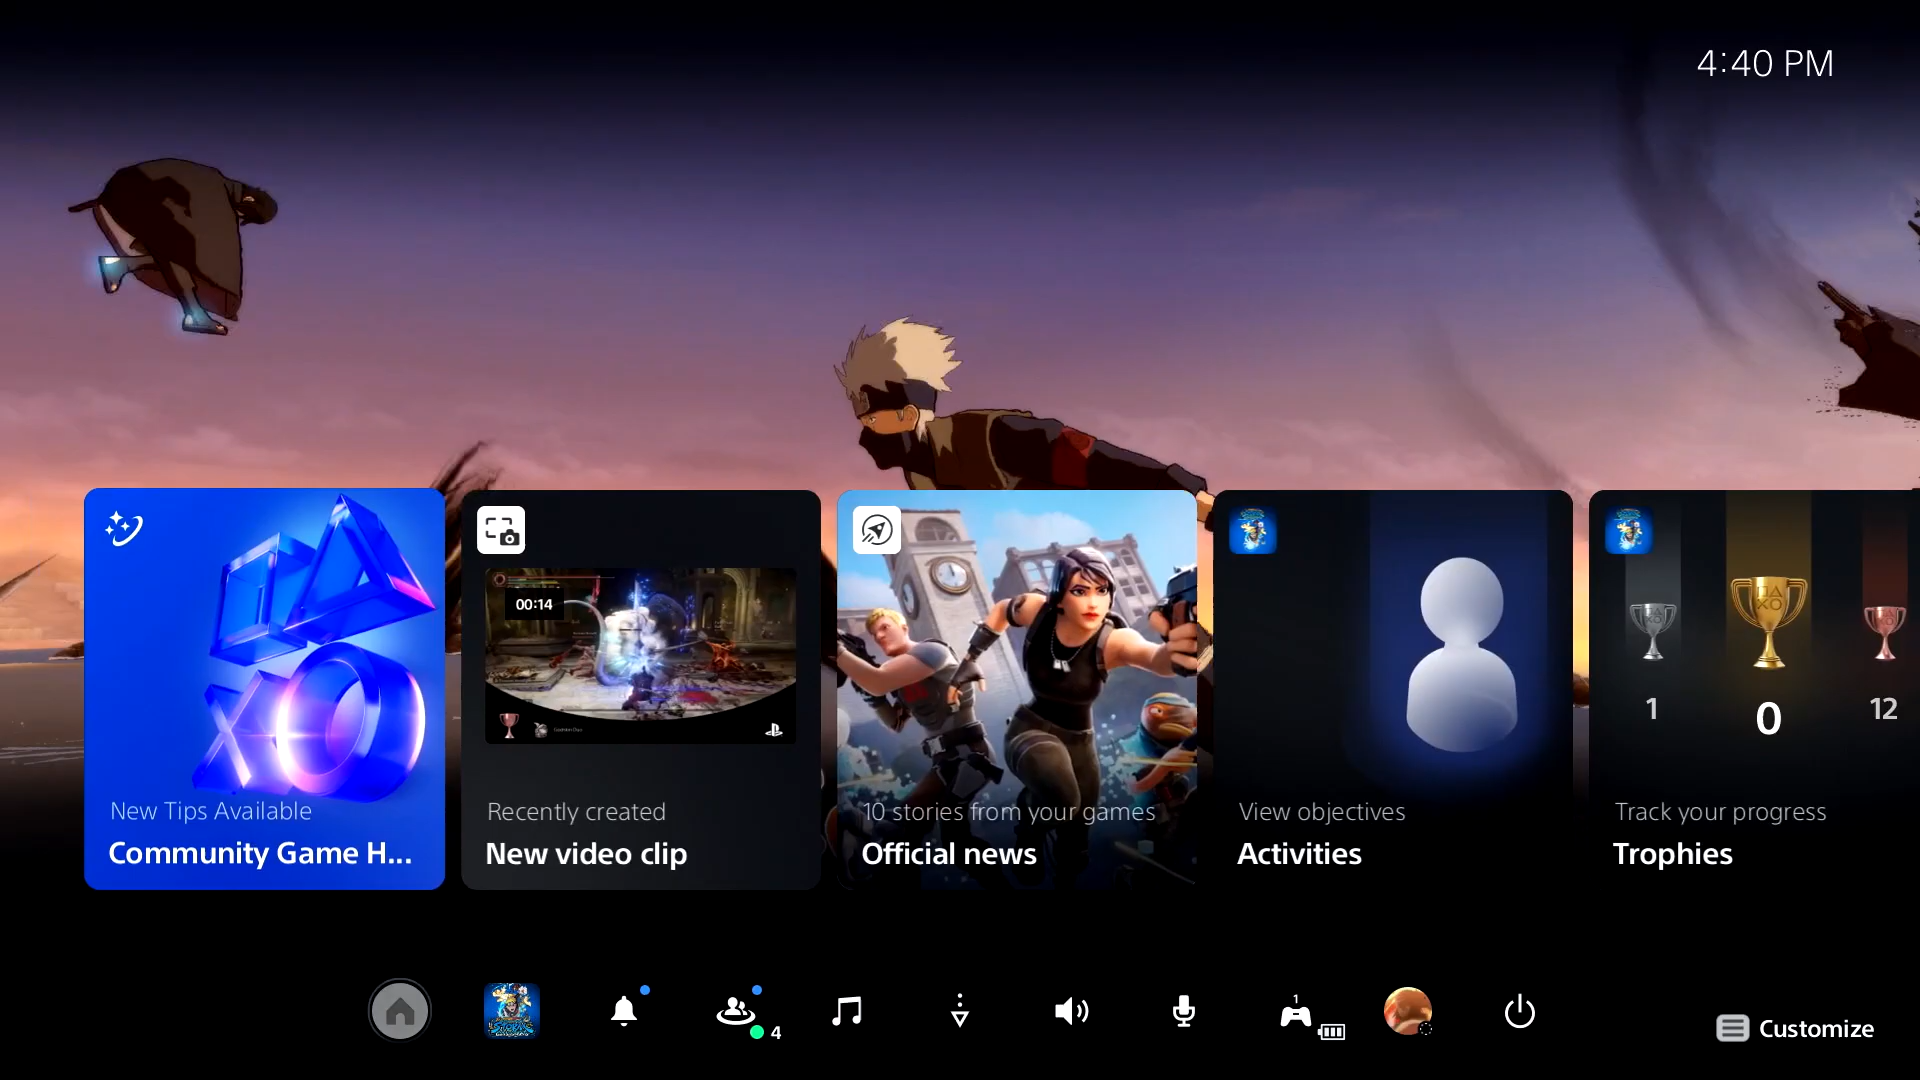 4:40 PM
00:14
New Tips Available
Community Game H...
Recently created
New video clip
10 stories from your games
Official news
View objectives
Activities
1
0
12
Track your progress
Trophies
4
1
Customize